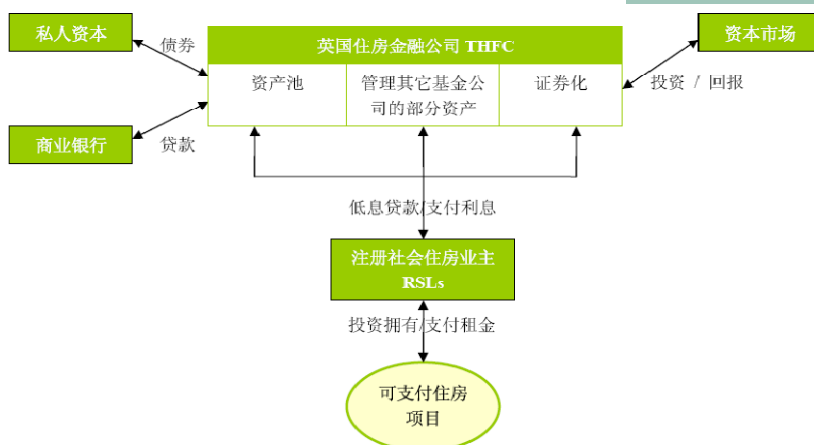 私人资本
债券
英国住房金融公司 THFC
资本市场
资产池
管理其它基金公
司的部分资产
证券化
投资 / 回报
商业银行
贷款
低息贷款/支付利息
注册社会住房业主
RSLs
投资拥有/支付租金
可支付住房
项目